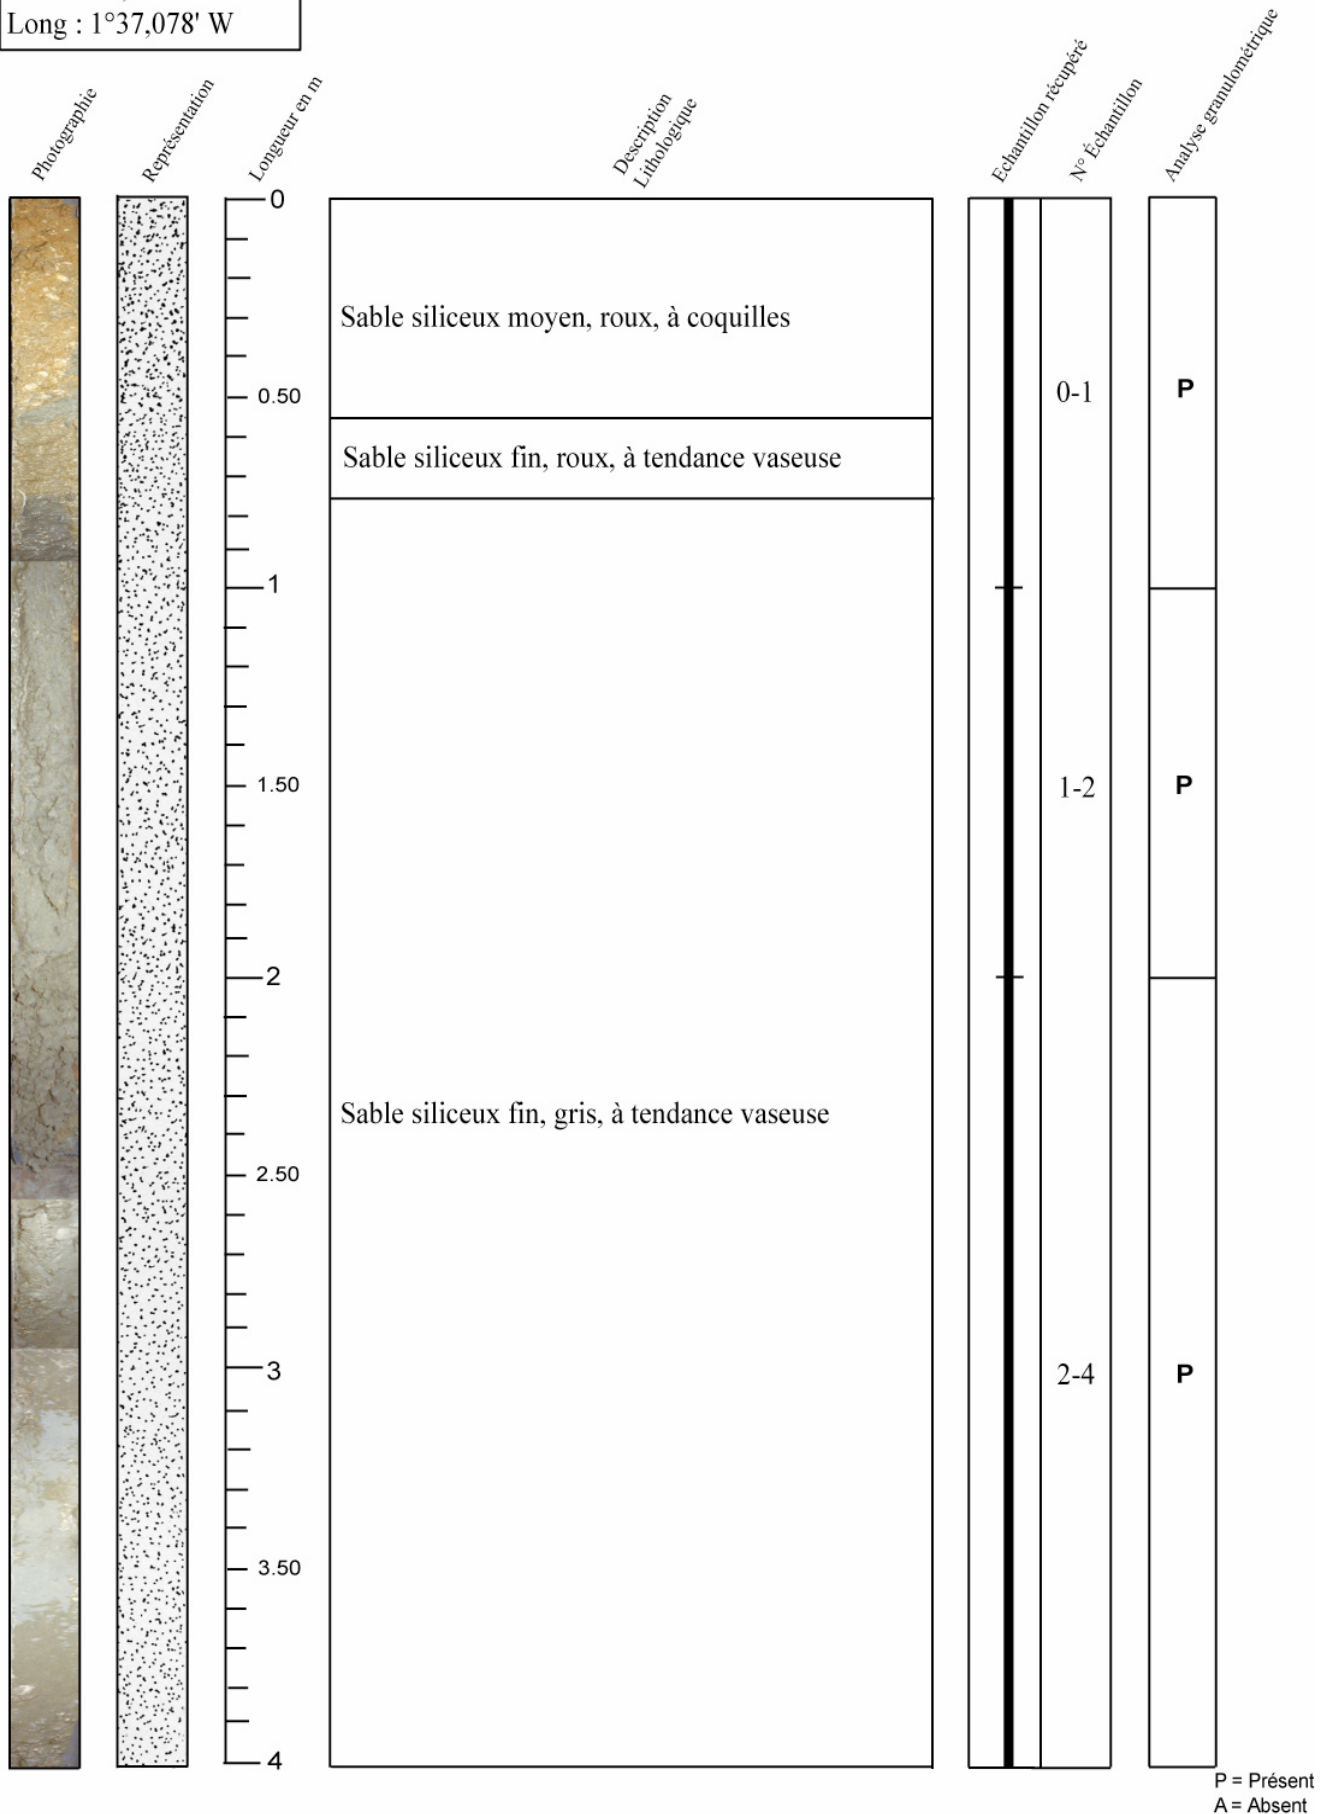 Long : 1°37,078' W
Photographie
Représentation
Longueur en m
Description
Lithologique
Echantillon récupéré
N° Échantillon
Analyse granulométrique
0
Sable siliceux moyen, roux, à coquilles
0.50
0-1
P
Sable siliceux fin, roux, à tendance vaseuse
1
1.50
1-2
P
2
Sable siliceux fin, gris, à tendance vaseuse
2.50
3
2-4
P
3.50
4
P = Présent
A = Absent